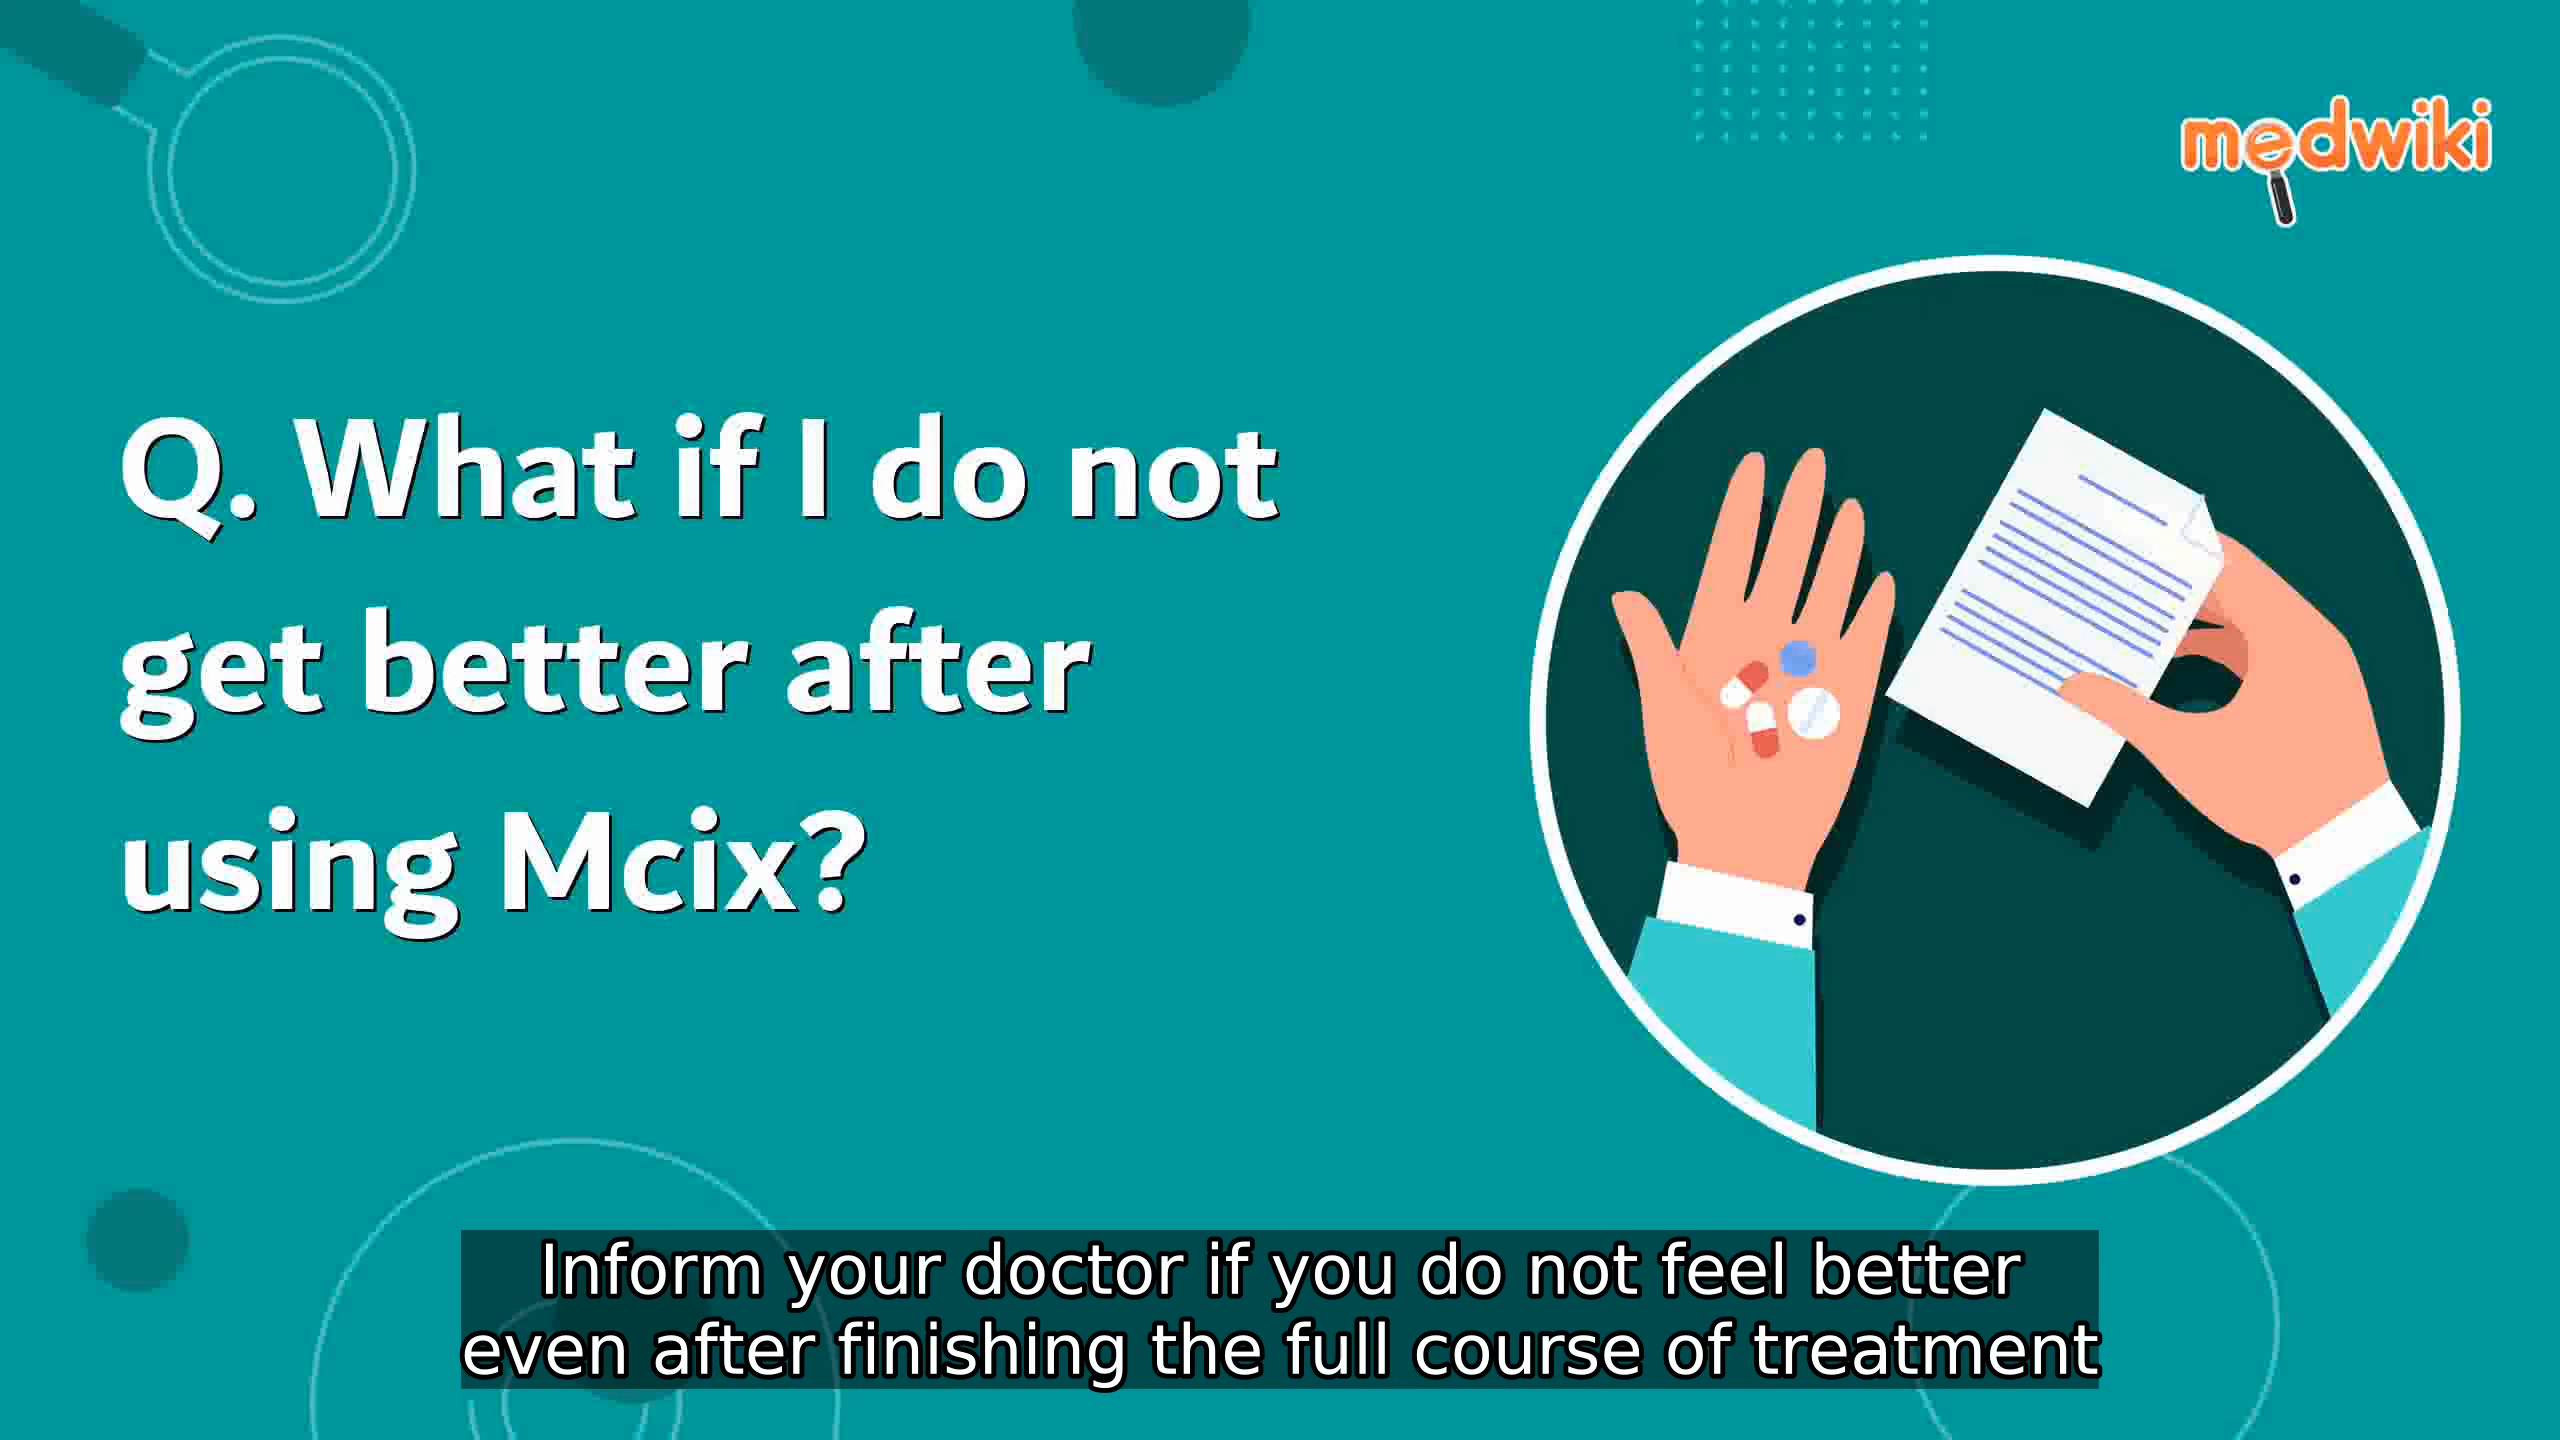 medwiki
Q. What if I do not
get better after
using Mcix?
Inform your doctor if you do not feel better
even after finishing the full course of treatment